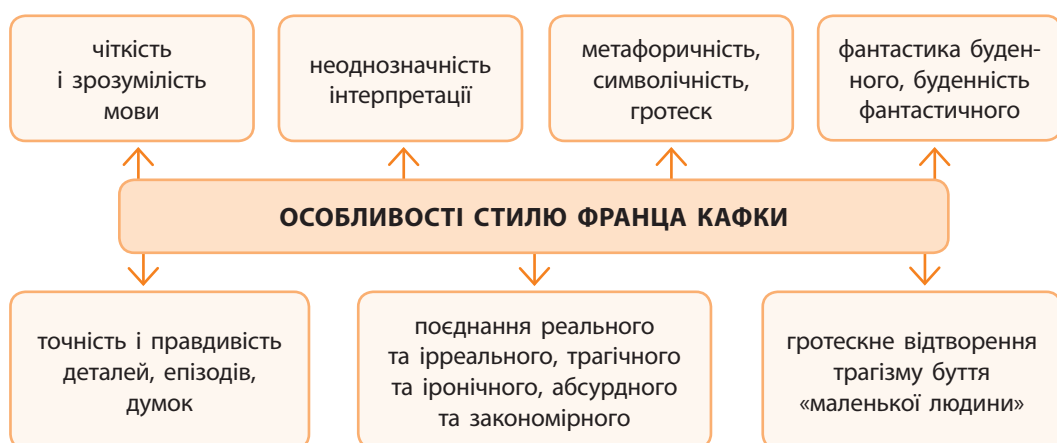 чіткість
і зрозумілість
мови
неоднозначність
інтерпретації
метафоричність,
символічність,
гротеск
фантастика буден-
ного, буденність
фантастичного
ОСОБЛИВОСТІ СТИЛЮ ФРАНЦА КАФКИ
точність і правдивість
деталей, епізодів,
думок
поєднання реального
та ірреального, трагічного
та іронічного, абсурдного
та закономірного
гротескне відтворення
трагізму буття
«маленької людини»